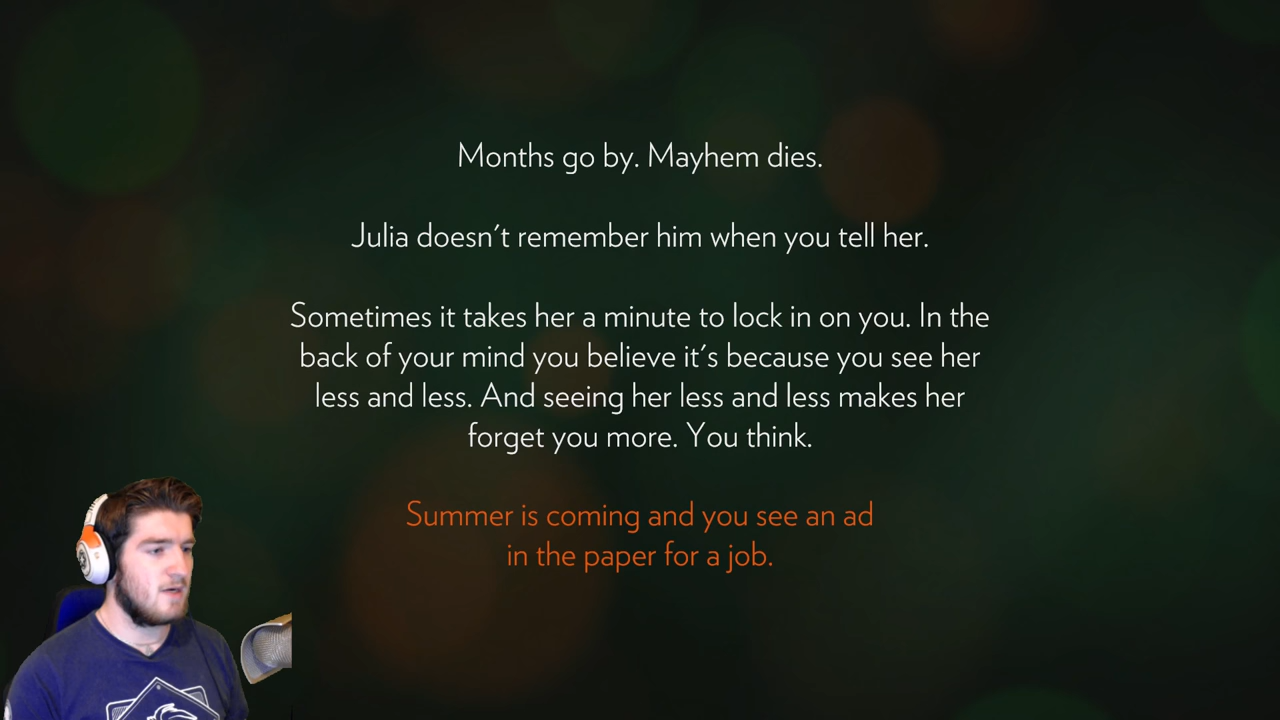 Months go by. Mayhem dies.
Julia doesn't remember him when you tell her.
Sometimes it takes her a minute to lock in on you. In the
back of your mind you believe it's because you see her
less and less. And seeing her less and less makes her
forget you more. You think.
Summer is coming and you see an ad
in the paper for a job.